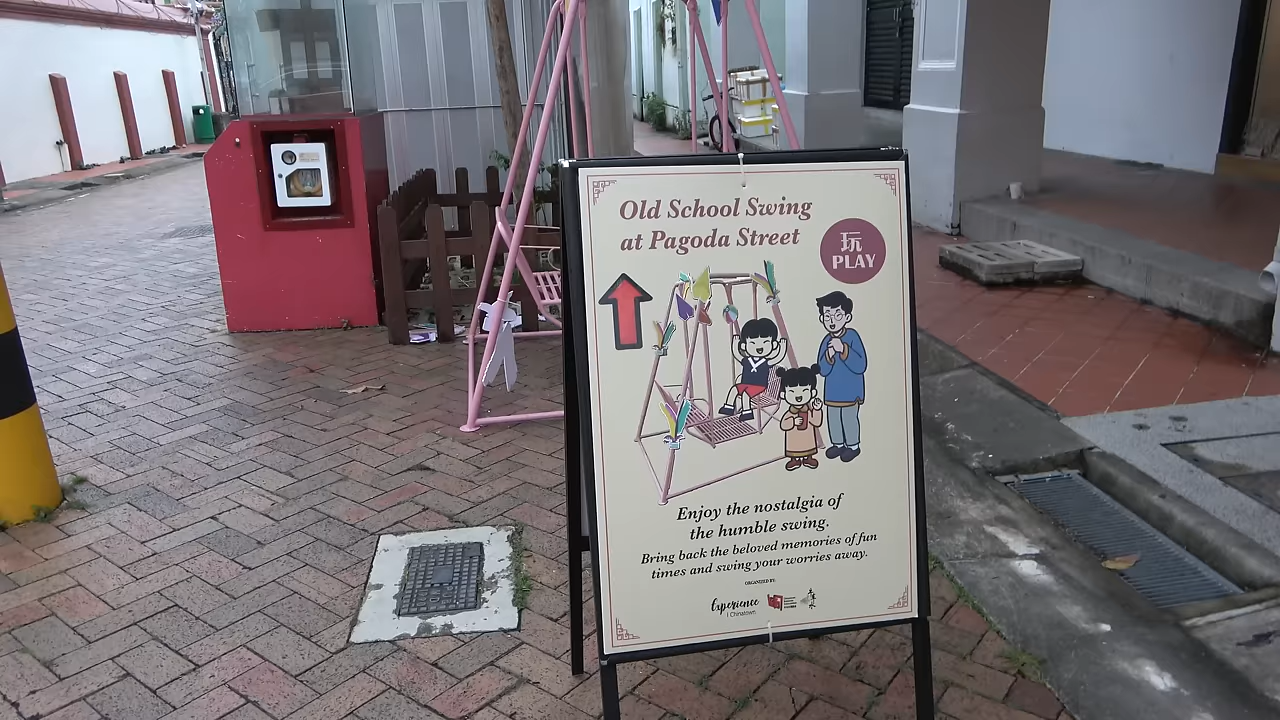 Old School Swing
at Pagoda Street
玩
PLAY
Enjoy the nostalgia of
the humble swing.
Bring back the beloved memories of fun
times and swing your worries away.
ORGANIZED BY:
Experience
Chinatown